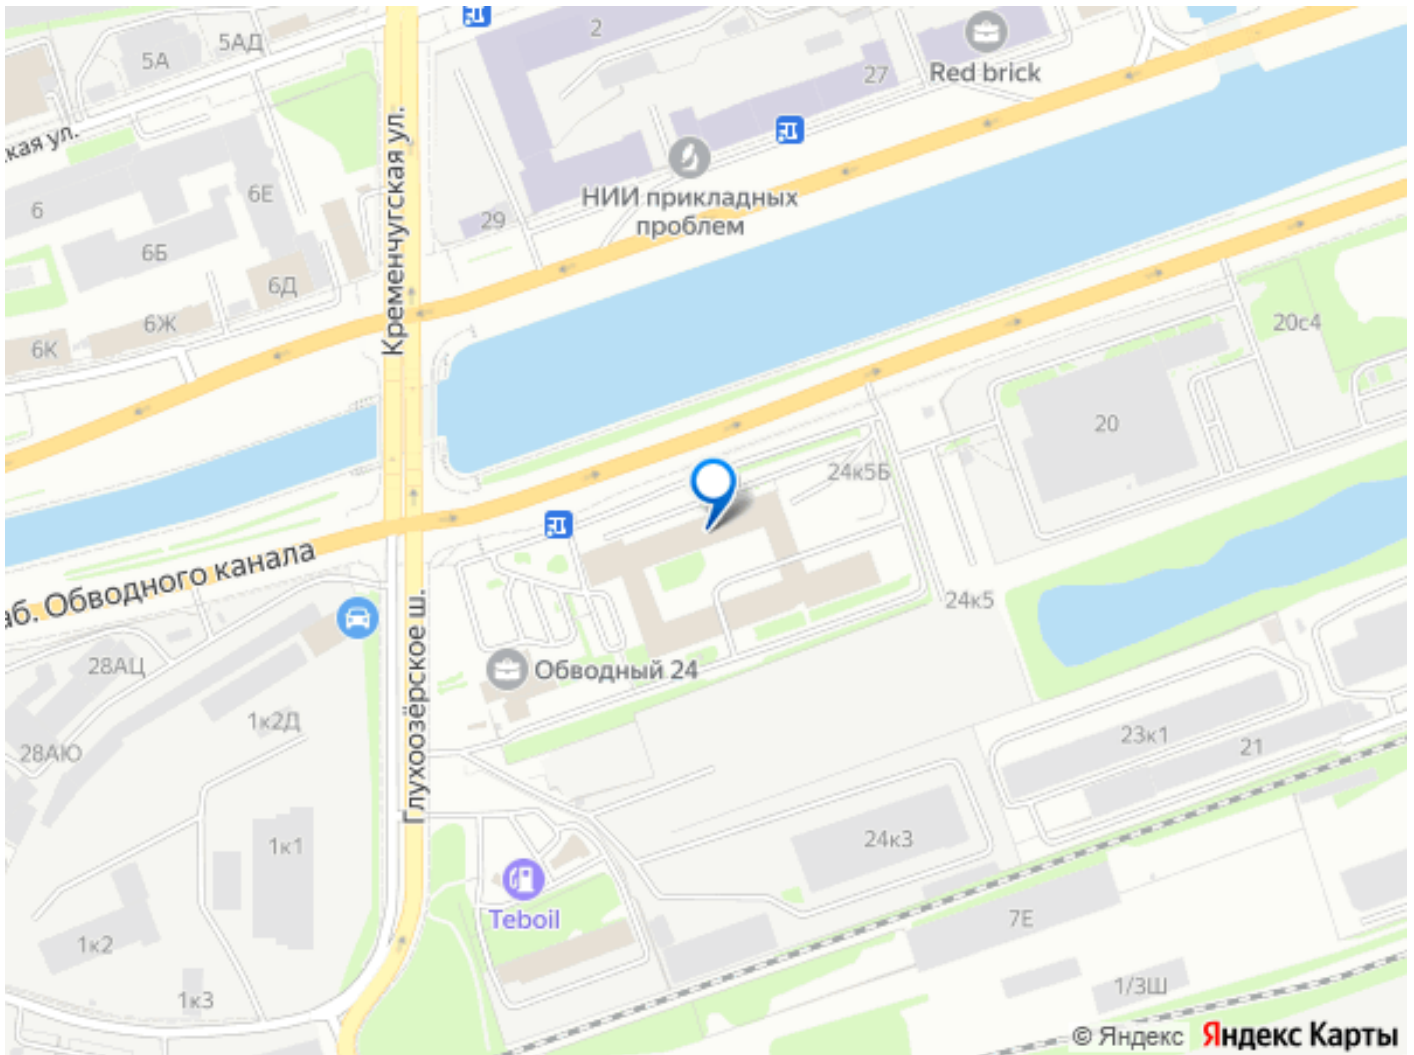 2
5АД
5А
27
Red brick
ская ул.
Кременчугская ул.
НИИ прикладных
проблем
6
6Е
29
6Б
6Д
6Ж
6К
20с4
20
24к5Б
наб. Обводного канала
24к5
Глухоозёрское ш.
28АЦ
Обводный 24
1к2Д
28АЮ
23к1
21
1к1
24к3
Teboil
7Е
1к2
1/3Ш
1к3
© Яндекс Яндекс Карты